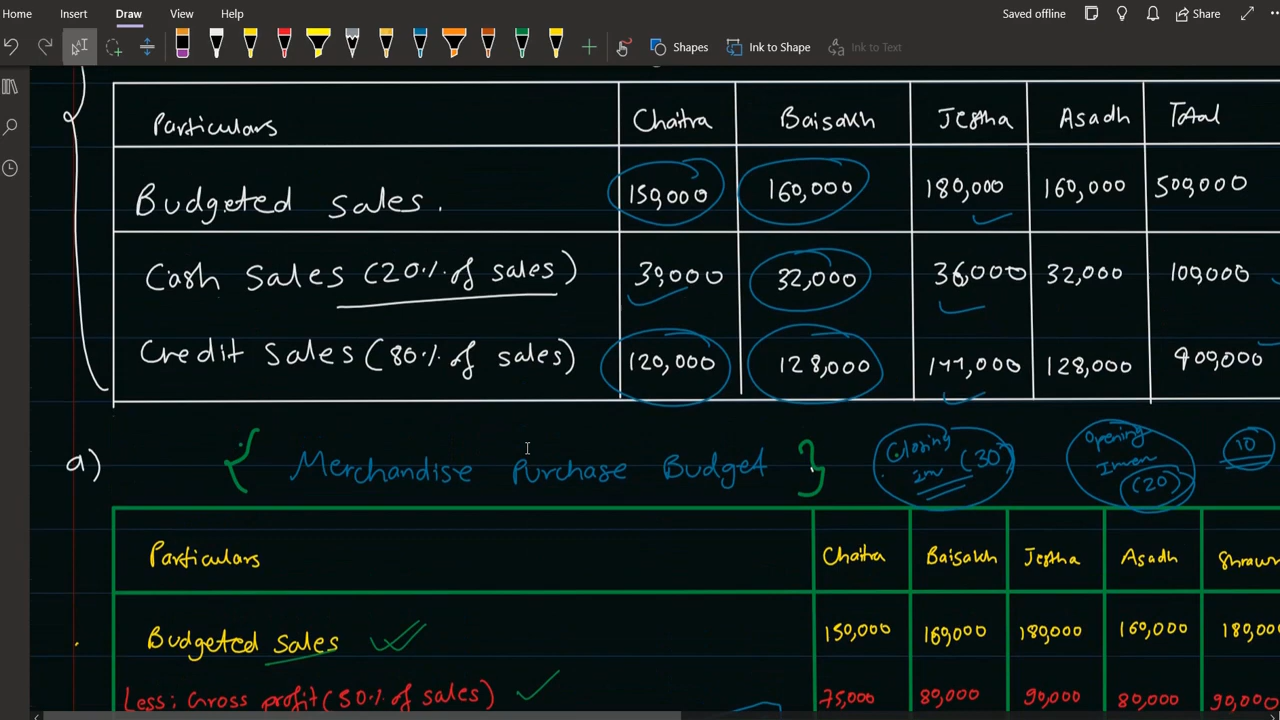 Home Insert Draw View Help Saved offline Share
Shapes Ink to Shape Ink to Text
Particulars Chaitra Baisakh Jestha Asadh Total
Budgeted sales. 150,000 160,000 180,000 160,000 500,000
Cash Sales (20% of sales) 30,000 32,000 36,000 32,000 100,000
Credit Sales (80% of sales) 120,000 128,000 144,000 128,000 400,000
a) { Merchandise Purchase Budget } Closing Inv (30) Opening Inven (20) 10
Particulars Chaitra Baisakh Jestha Asadh
Budgeted sales 150,000 160,000 180,000 160,000 180,000
Less: Gross profit (50% of sales) 75,000 80,000 90,000 80,000 90,000